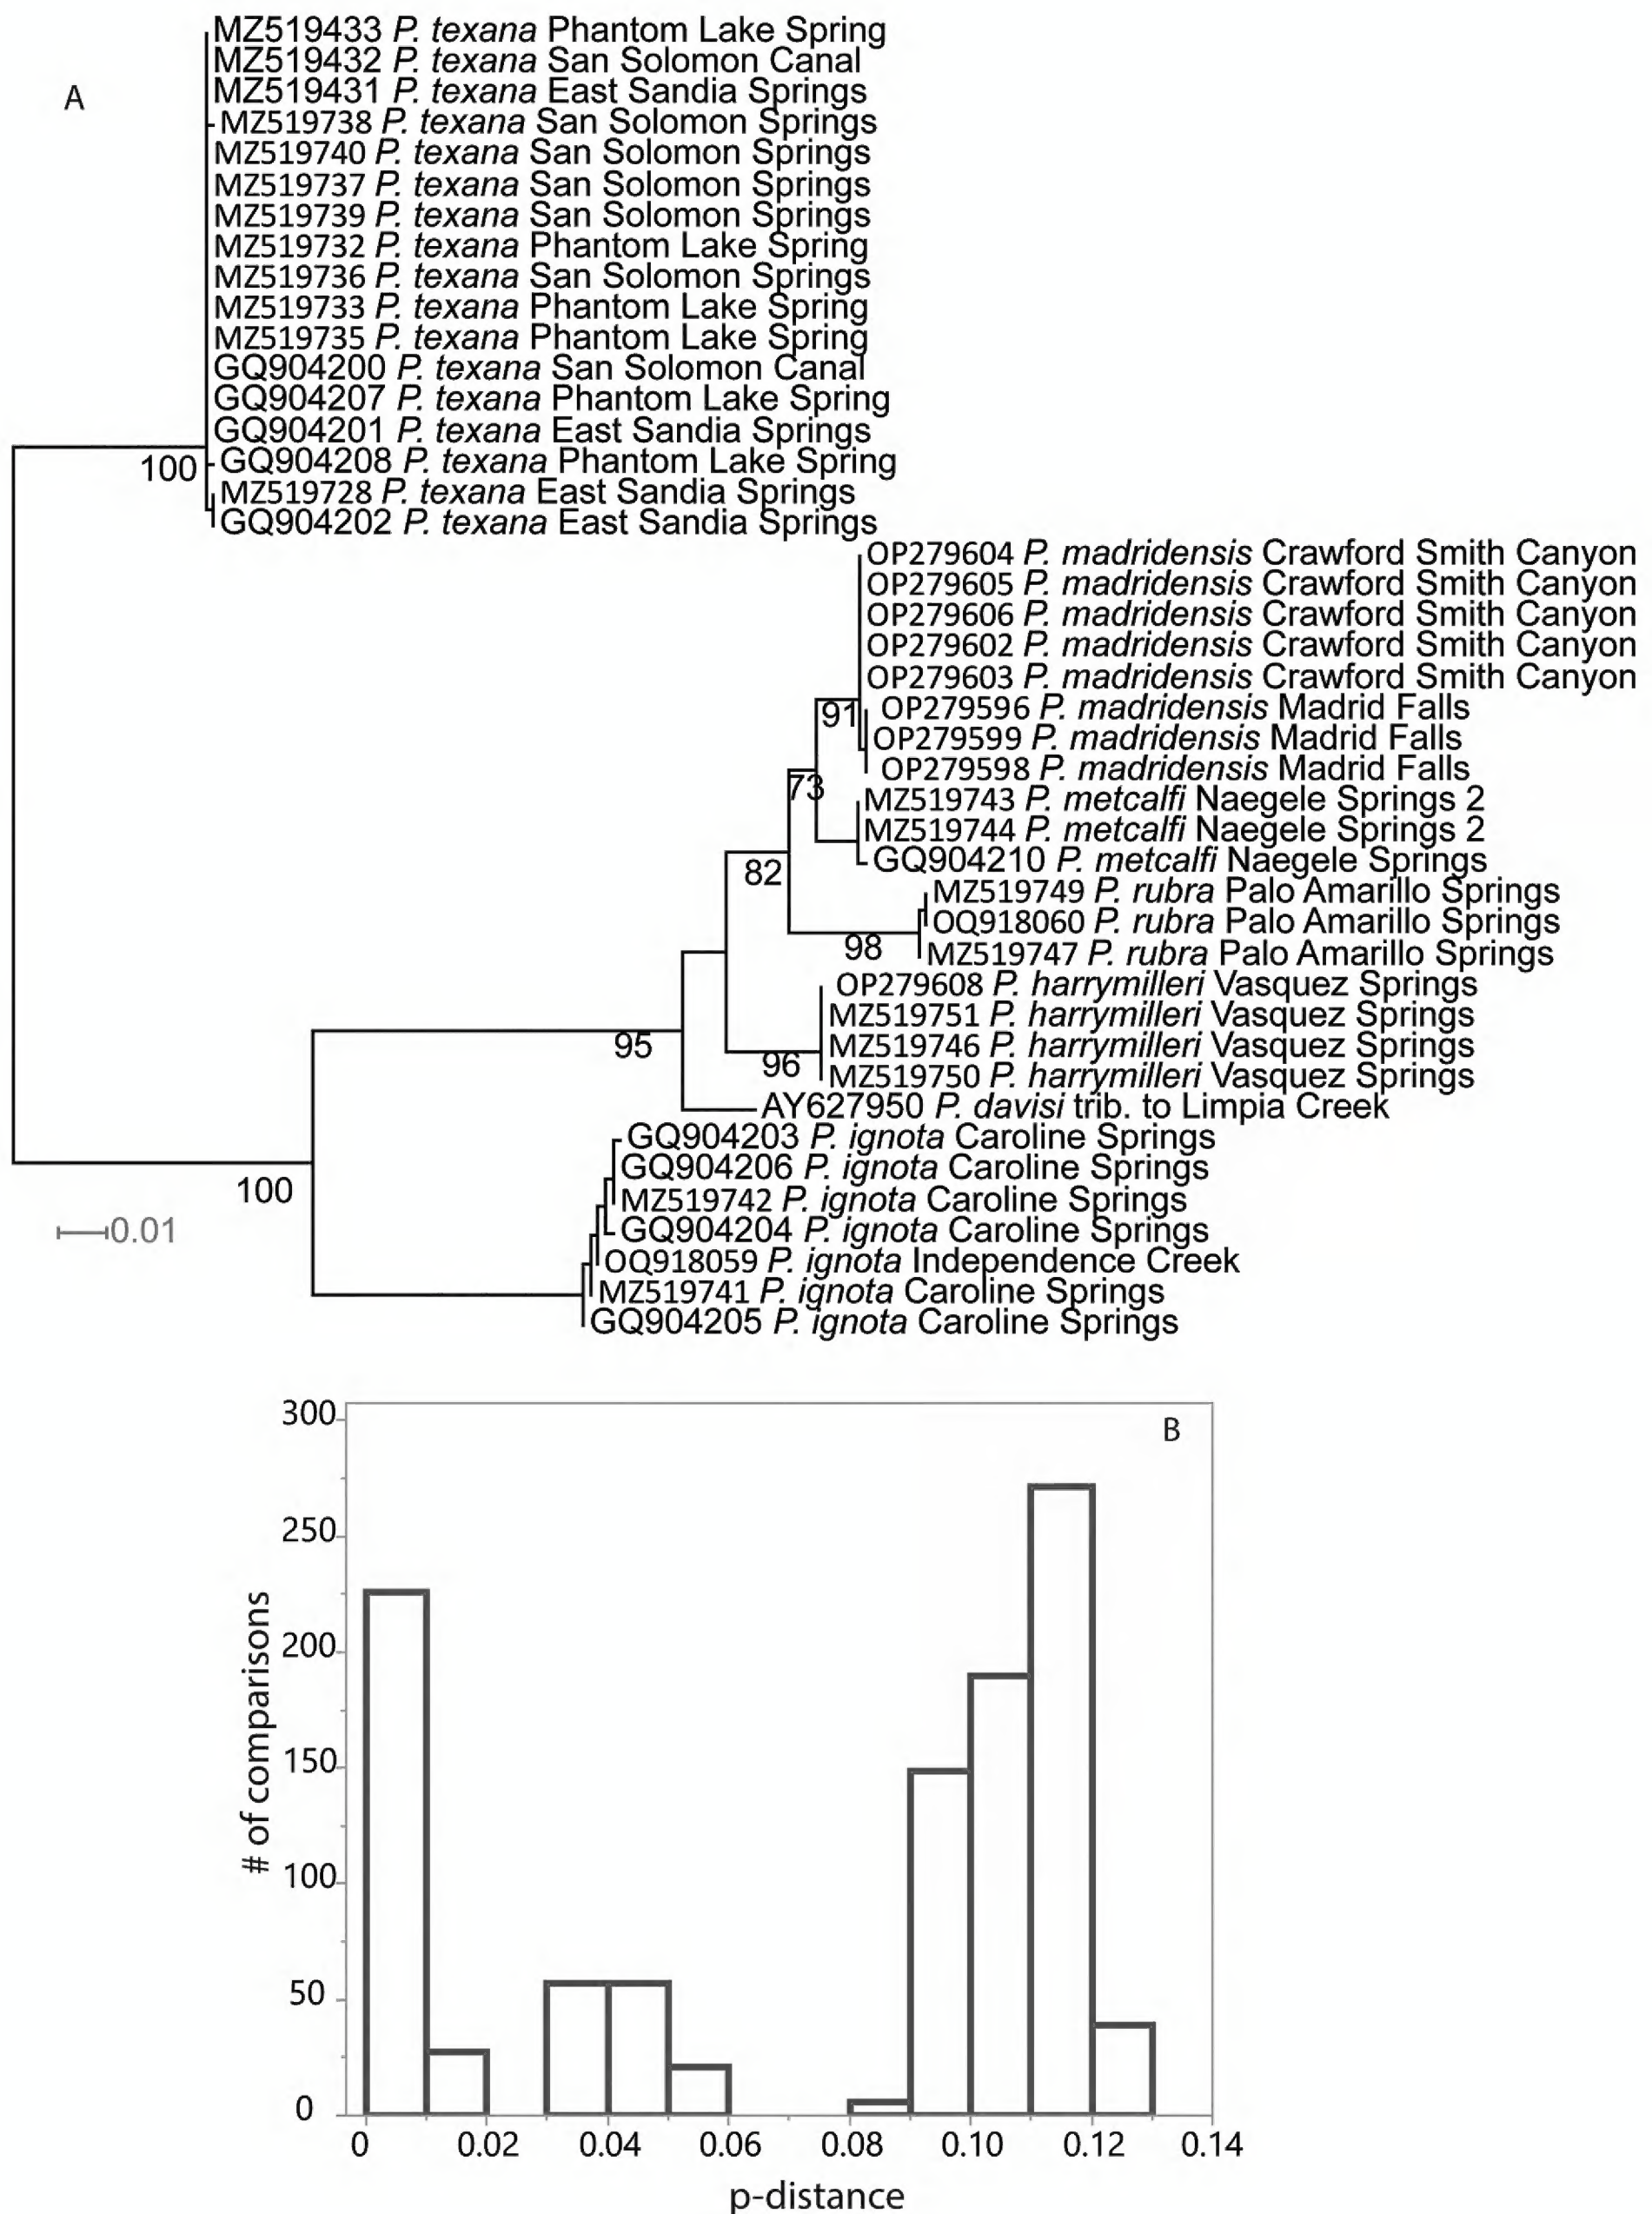 A
MZ519433 P. texana Phantom Lake Spring
MZ519432 P. texana San Solomon Canal
MZ519431 P. texana East Sandia Springs
MZ519738 P. texana San Solomon Springs
MZ519740 P. texana San Solomon Springs
MZ519737 P. texana San Solomon Springs
MZ519739 P. texana San Solomon Springs
MZ519732 P. texana Phantom Lake Spring
MZ519736 P. texana San Solomon Springs
MZ519733 P. texana Phantom Lake Spring
MZ519735 P. texana Phantom Lake Spring
GQ904200 P. texana San Solomon Canal
GQ904207 P. texana Phantom Lake Spring
GQ904201 P. texana East Sandia Springs
100
GQ904208 P. texana Phantom Lake Spring
MZ519728 P. texana East Sandia Springs
GQ904202 P. texana East Sandia Springs
OP279604 P. madridensis Crawford Smith Canyon
OP279605 P. madridensis Crawford Smith Canyon
OP279606 P. madridensis Crawford Smith Canyon
OP279602 P. madridensis Crawford Smith Canyon
OP279603 P. madridensis Crawford Smith Canyon
91
OP279596 P. madridensis Madrid Falls
OP279599 P. madridensis Madrid Falls
OP279598 P. madridensis Madrid Falls
73
MZ519743 P. metcalfi Naegele Springs 2
MZ519744 P. metcalfi Naegele Springs 2
GQ904210 P. metcalfi Naegele Springs
82
MZ519749 P. rubra Palo Amarillo Springs
OQ918060 P. rubra Palo Amarillo Springs
MZ519747 P. rubra Palo Amarillo Springs
98
OP279608 P. harrymilleri Vasquez Springs
MZ519751 P. harrymilleri Vasquez Springs
MZ519746 P. harrymilleri Vasquez Springs
MZ519750 P. harrymilleri Vasquez Springs
95
96
AY627950 P. davisi trib. to Limpia Creek
GQ904203 P. ignota Caroline Springs
GQ904206 P. ignota Caroline Springs
MZ519742 P. ignota Caroline Springs
GQ904204 P. ignota Caroline Springs
OQ918059 P. ignota Independence Creek
MZ519741 P. ignota Caroline Springs
GQ904205 P. ignota Caroline Springs
100
0.01
B
300
250
200
150
100
50
0
# of comparisons
0 0.02 0.04 0.06 0.08 0.10 0.12 0.14
p-distance